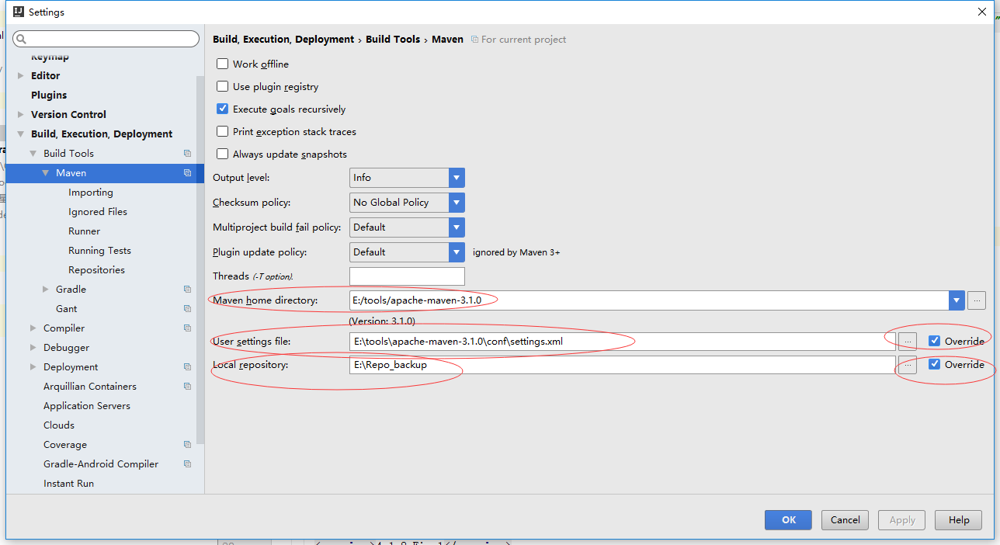 Settings
Build, Execution, Deployment › Build Tools › Maven For current project
Keymap
Editor
Plugins
Version Control
Build, Execution, Deployment
Build Tools
Maven
Importing
Ignored Files
Runner
Running Tests
Repositories
Gradle
Gant
Compiler
Debugger
Deployment
Arquillian Containers
Application Servers
Clouds
Coverage
Gradle-Android Compiler
Instant Run
Work offline
Use plugin registry
Execute goals recursively
Print exception stack traces
Always update snapshots
Output level: Info
Checksum policy: No Global Policy
Multiproject build fail policy: Default
Plugin update policy: Default ignored by Maven 3+
Threads (-T option).
Maven home directory: E:/tools/apache-maven-3.1.0 ...
(Version: 3.1.0)
User settings file: E:\tools\apache-maven-3.1.0\conf\settings.xml ... Override
Local repository: E:\Repo_backup ... Override
OK Cancel Apply Help